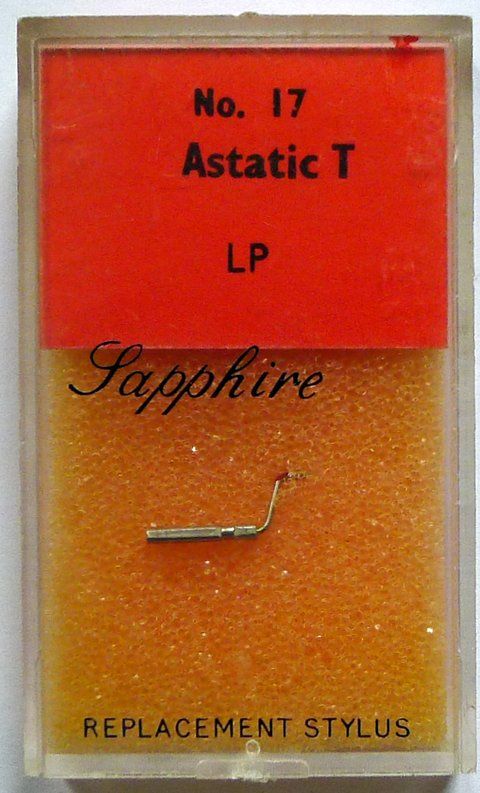 No. 17
Astatic T
LP
Sapphire
REPLACEMENT STYLUS